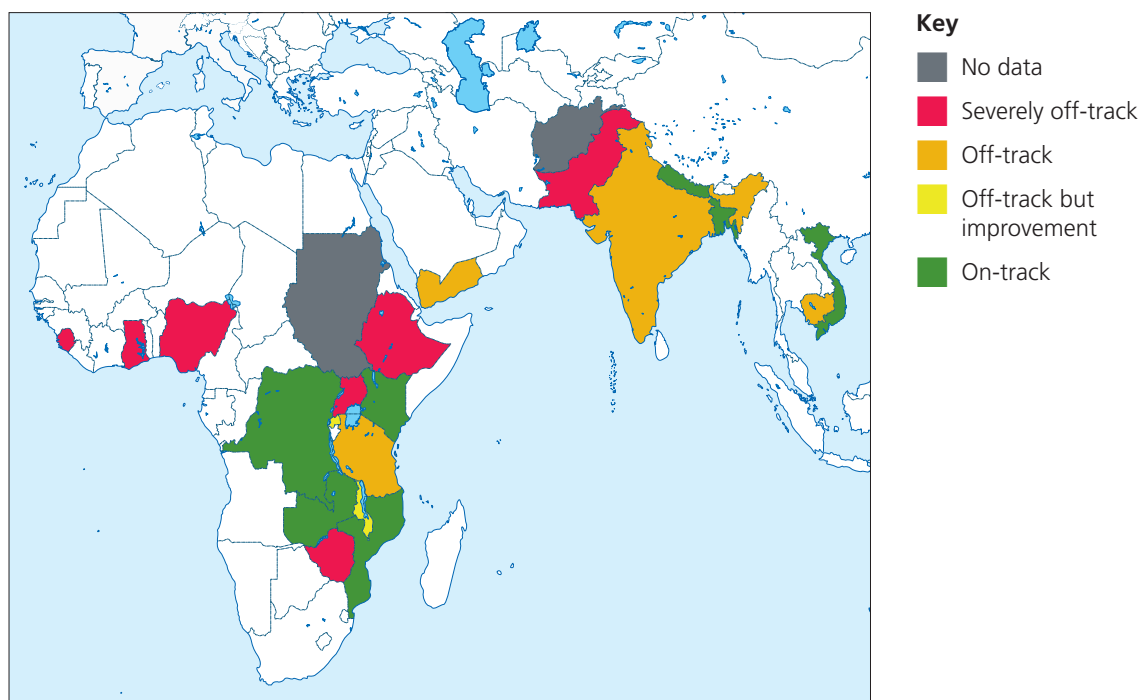 Key
No data
Severely off-track
Off-track
Off-track but
improvement
On-track